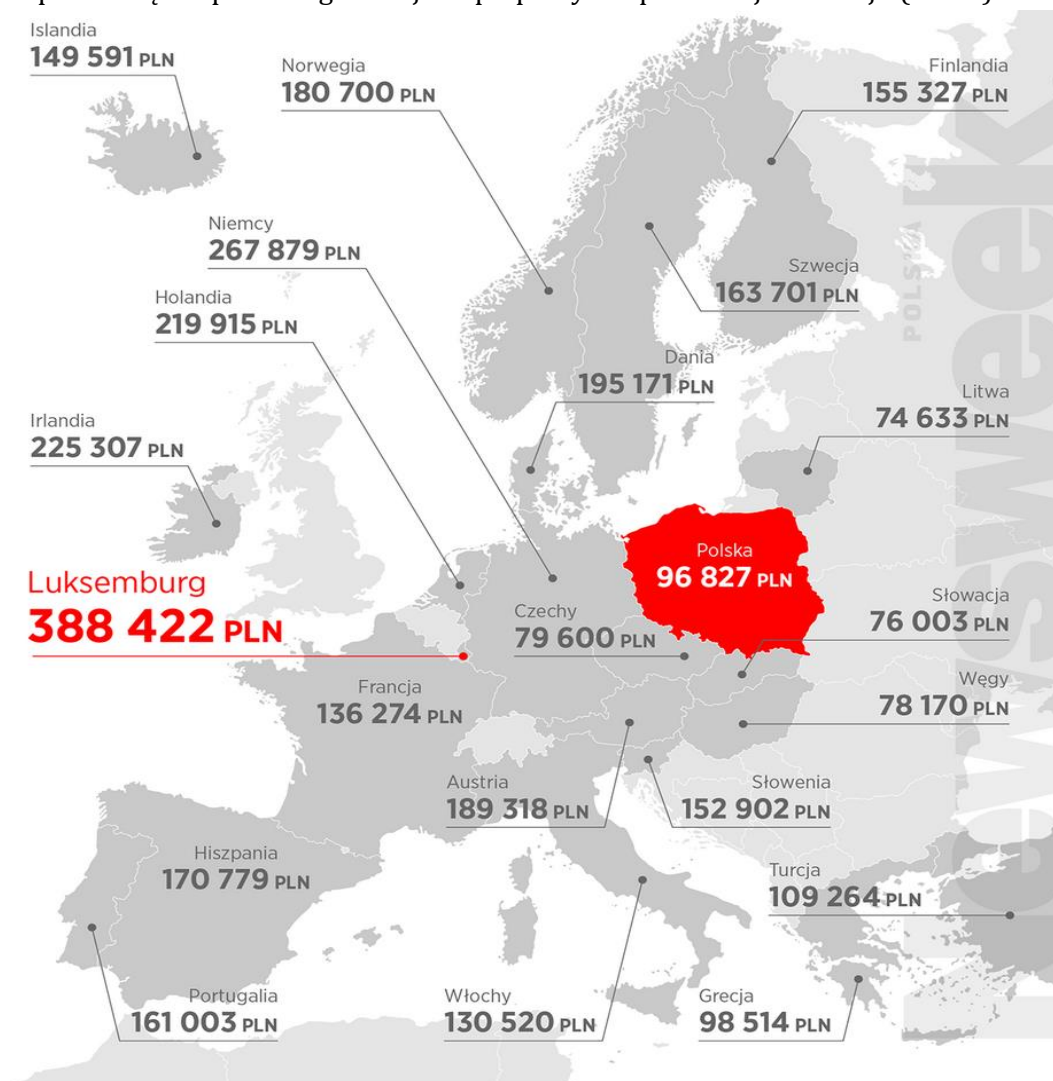 Islandia
149 591 PLN
Norwegia
180 700 PLN
Finlandia
155 327 PLN
Niemcy
267 879 PLN
Szwecja
163 701 PLN
Holandia
219 915 PLN
Dania
195 171 PLN
Litwa
74 633 PLN
Irlandia
225 307 PLN
Polska
96 827 PLN
Luksemburg
388 422 PLN
Czechy
79 600 PLN
Słowacja
76 003 PLN
Francja
136 274 PLN
Węgy
78 170 PLN
Austria
189 318 PLN
Słowenia
152 902 PLN
Hiszpania
170 779 PLN
Turcja
109 264 PLN
Portugalia
161 003 PLN
Włochy
130 520 PLN
Grecja
98 514 PLN
Newsweek
POLSKA